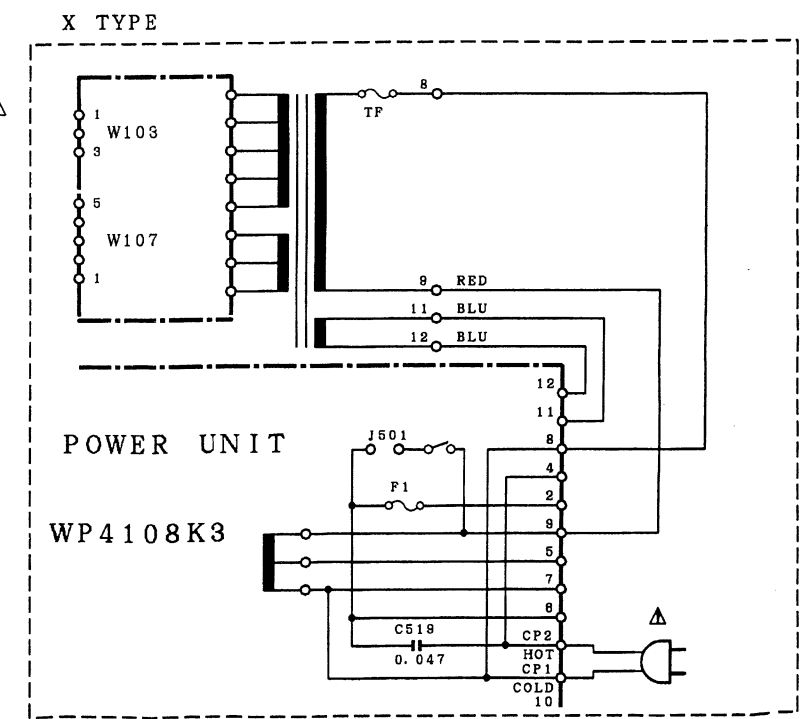 X TYPE
8
TF
1
W103
3
5
W107
1
9 RED
11 BLU
12 BLU
12
11
J501
8
POWER UNIT
4
F1
2
WP4108K3
9
5
7
6
C519
CP2
HOT
0.047
CP1
COLD
10